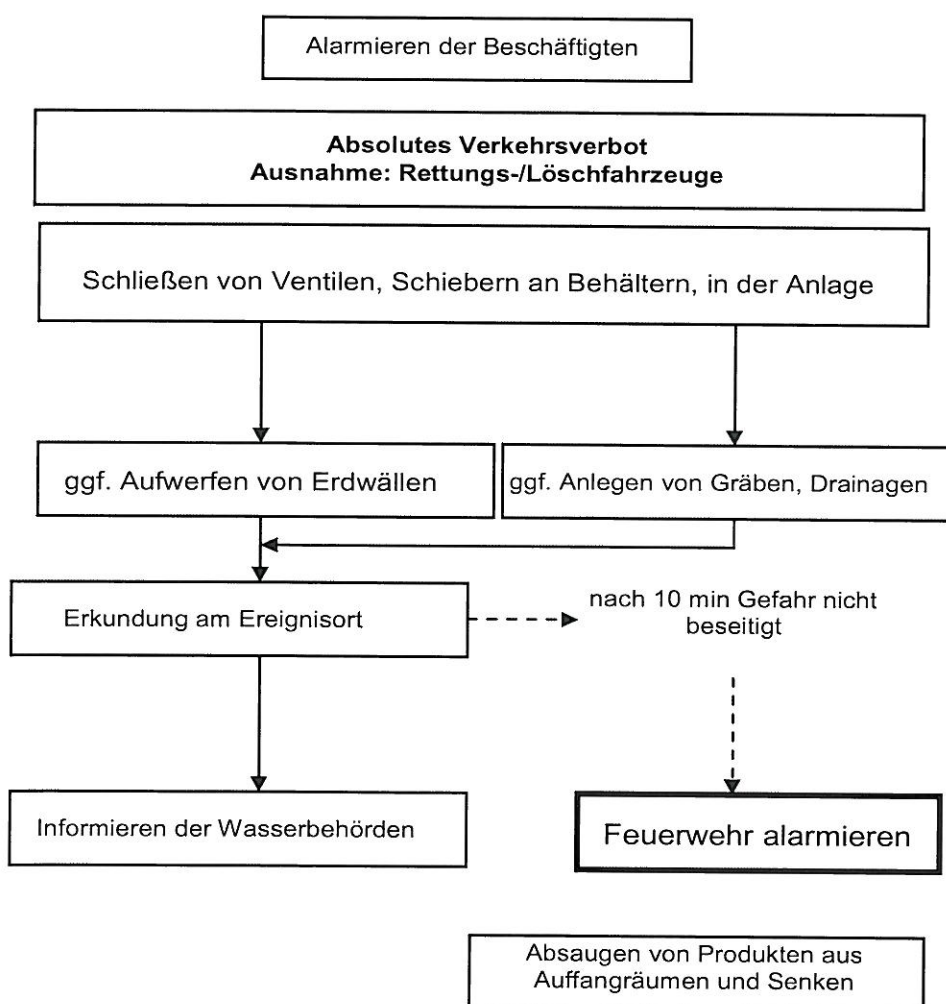 Alarmieren der Beschäftigten
Absolutes Verkehrsverbot
Ausnahme: Rettungs-/Löschfahrzeuge
Schließen von Ventilen, Schiebern an Behältern, in der Anlage
ggf. Aufwerfen von Erdwällen
ggf. Anlegen von Gräben, Drainagen
Erkundung am Ereignisort
nach 10 min Gefahr nicht
beseitigt
Informieren der Wasserbehörden
Feuerwehr alarmieren
Absaugen von Produkten aus
Auffangräumen und Senken